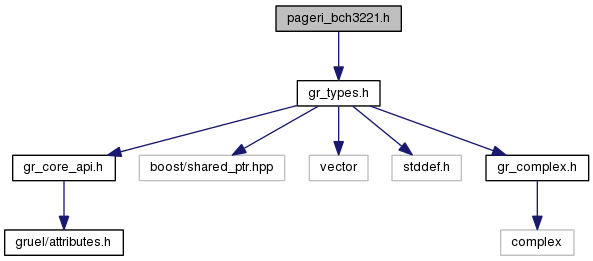 pageri_bch3221.h
gr_types.h
gr_core_api.h
boost/shared_ptr.hpp
vector
stddef.h
gr_complex.h
gruel/attributes.h
complex